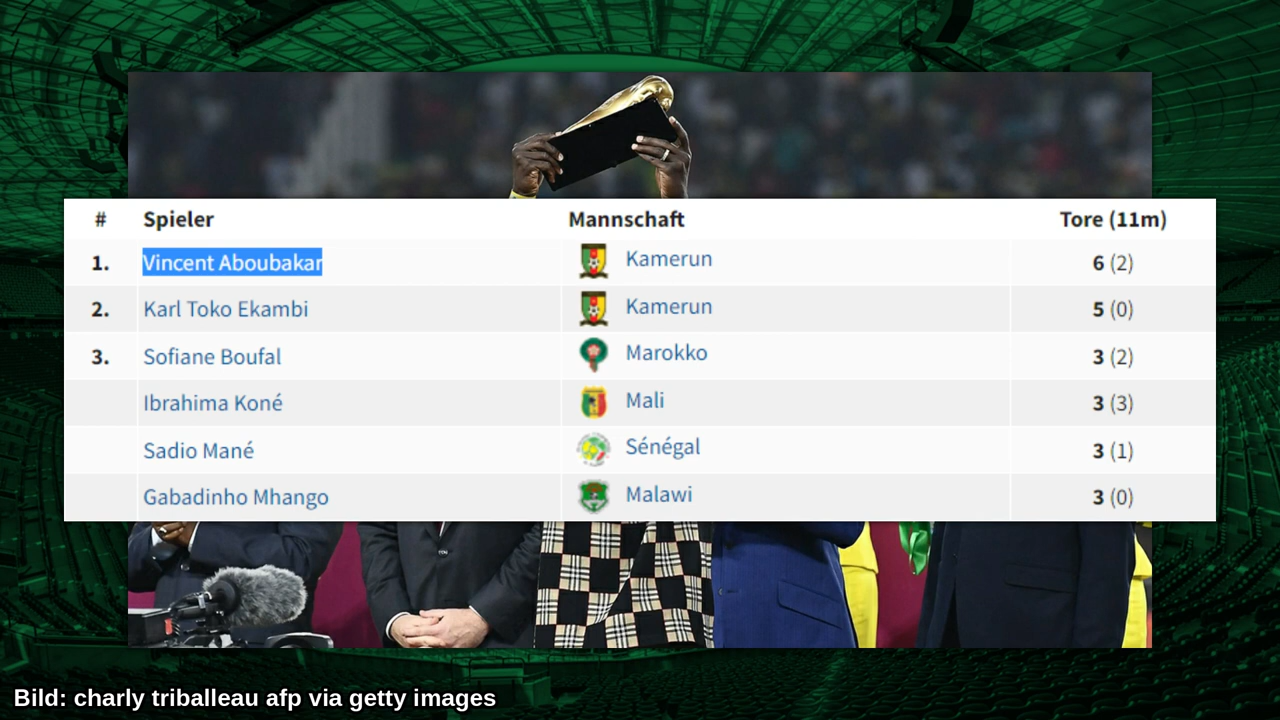 # Spieler Mannschaft Tore (11m)
1. Vincent Aboubakar Kamerun 6 (2)
2. Karl Toko Ekambi Kamerun 5 (0)
3. Sofiane Boufal Marokko 3 (2)
Ibrahima Koné Mali 3 (3)
Sadio Mané Sénégal 3 (1)
Gabadinho Mhango Malawi 3 (0)
Bild: charly triballeau afp via getty images